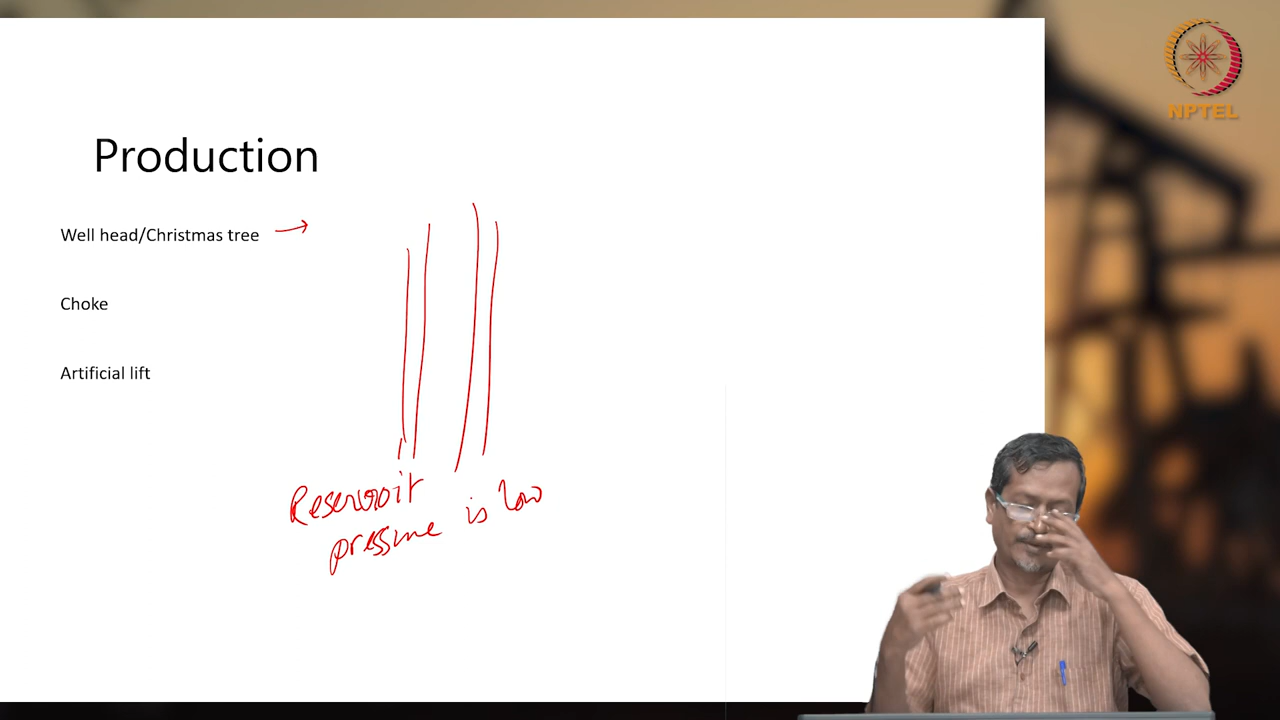 NPTEL
Production
Well head/Christmas tree →
Choke
Artificial lift
Reservoir
pressure is low